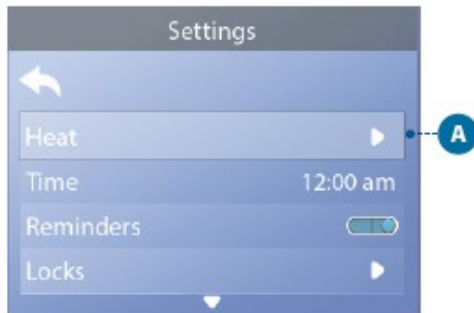 Settings
Heat
A
Time 12:00 am
Reminders
Locks